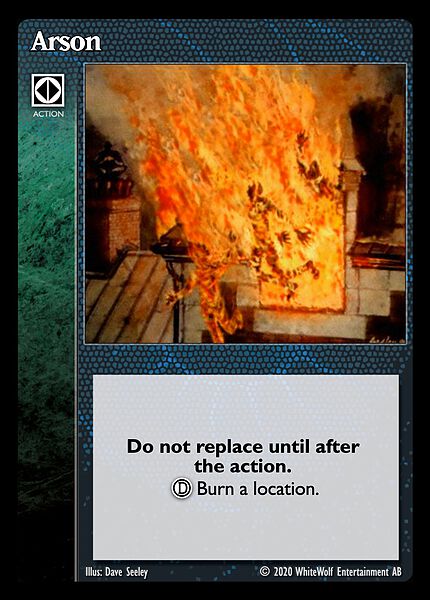 Arson
ACTION
Do not replace until after
the action.
Ⓓ Burn a location.
Illus: Dave Seeley
© 2020 WhiteWolf Entertainment AB